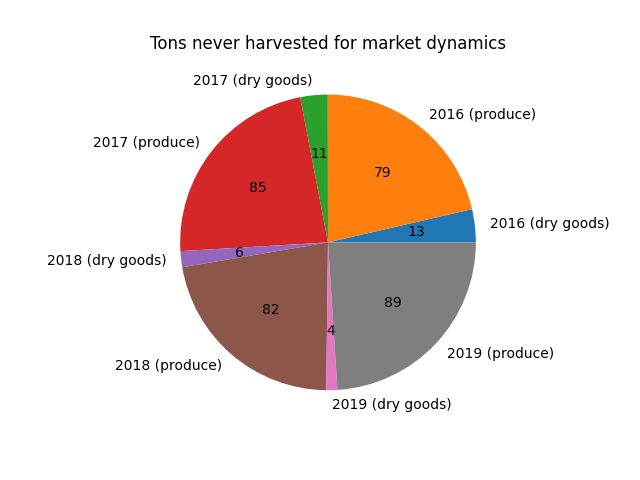 Tons never harvested for market dynamics
2017 (dry goods)
2016 (produce)
2017 (produce)
11
79
85
2016 (dry goods)
13
2018 (dry goods)
6
82
89
4
2019 (produce)
2018 (produce)
2019 (dry goods)